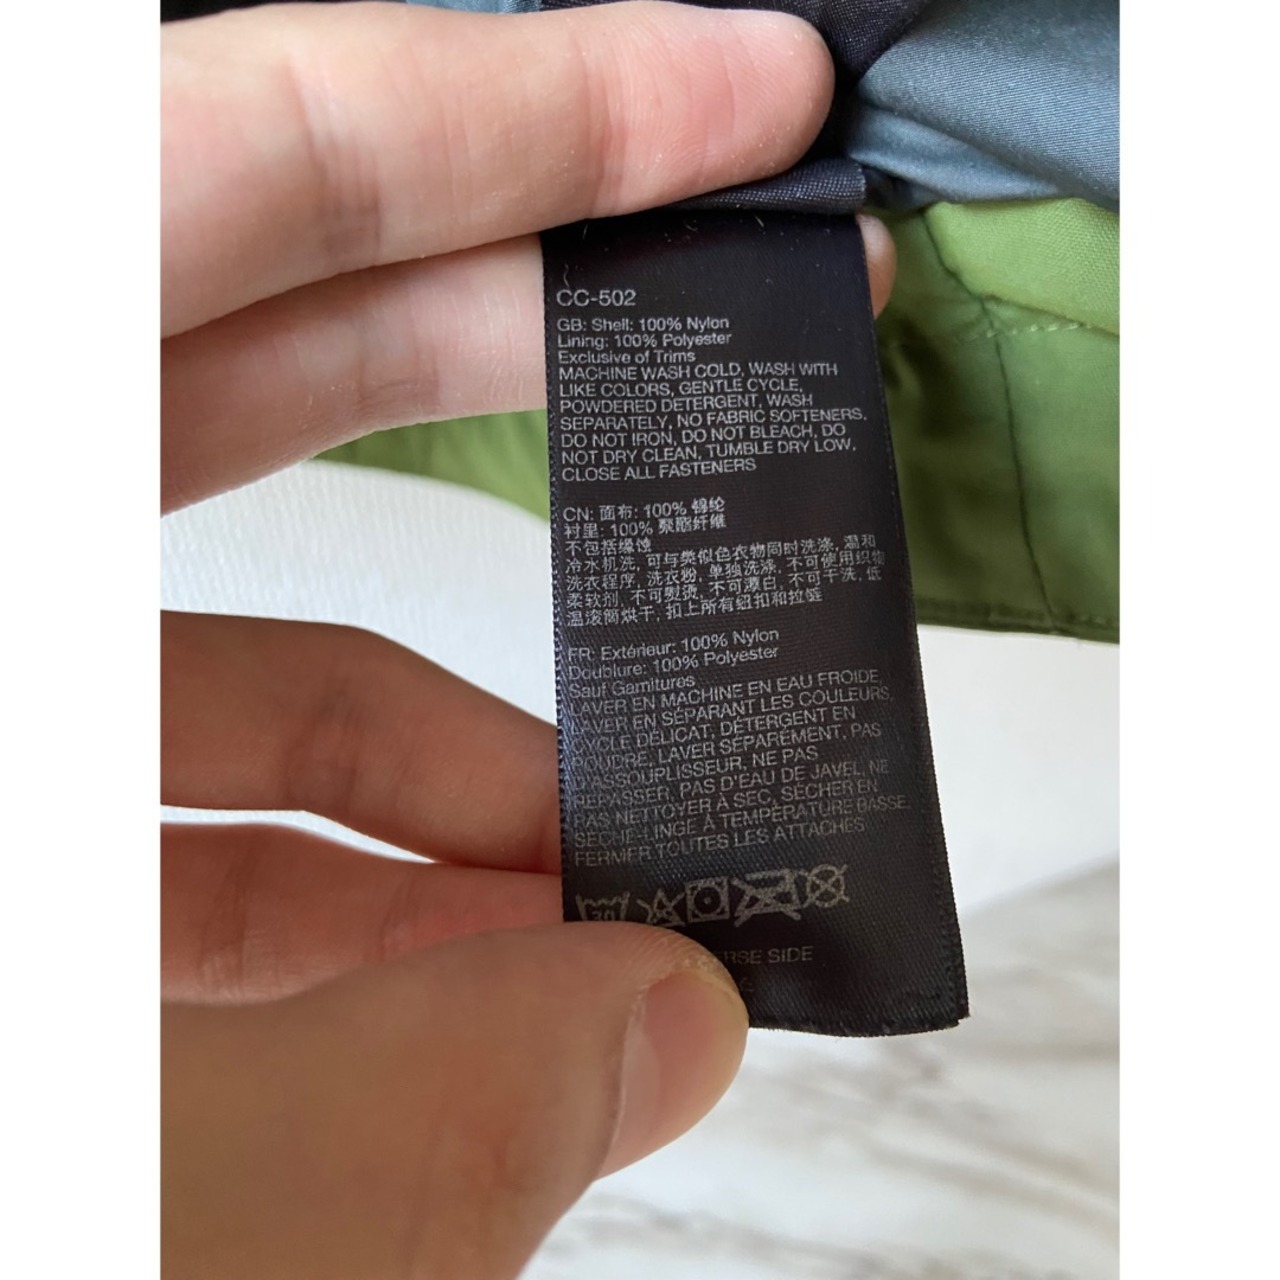 CC-502
GB: Shell: 100% Nylon
Lining: 100% Polyester
Exclusive of Trims
MACHINE WASH COLD, WASH WITH
LIKE COLORS, GENTLE CYCLE,
POWDERED DETERGENT, WASH
SEPARATELY, NO FABRIC SOFTENERS,
DO NOT IRON, DO NOT BLEACH, DO
NOT DRY CLEAN, TUMBLE DRY LOW,
CLOSE ALL FASTENERS
CN: 面布: 100% 锦纶
衬里: 100% 聚酯纤维
不包括缘蚀
冷水机洗, 可与类似色衣物同时洗涤, 温和
洗衣程序, 洗衣粉, 单独洗涤, 不可使用织物
柔软剂, 不可熨烫, 不可漂白, 不可干洗, 低
温滚筒烘干, 扣上所有纽扣和拉链
FR: Extérieur: 100% Nylon
Doublure: 100% Polyester
Sauf Garnitures
LAVER EN MACHINE EN EAU FROIDE,
LAVER EN SÉPARANT LES COULEURS,
CYCLE DÉLICAT, DÉTERGENT EN
POUDRE, LAVER SÉPARÉMENT, PAS
D'ASSOUPLISSEUR, NE PAS
REPASSER, PAS D'EAU DE JAVEL, NE
PAS NETTOYER À SEC, SÉCHER EN
SÈCHE-LINGE À TEMPÉRATURE BASSE,
FERMER TOUTES LES ATTACHES
30
SIDE